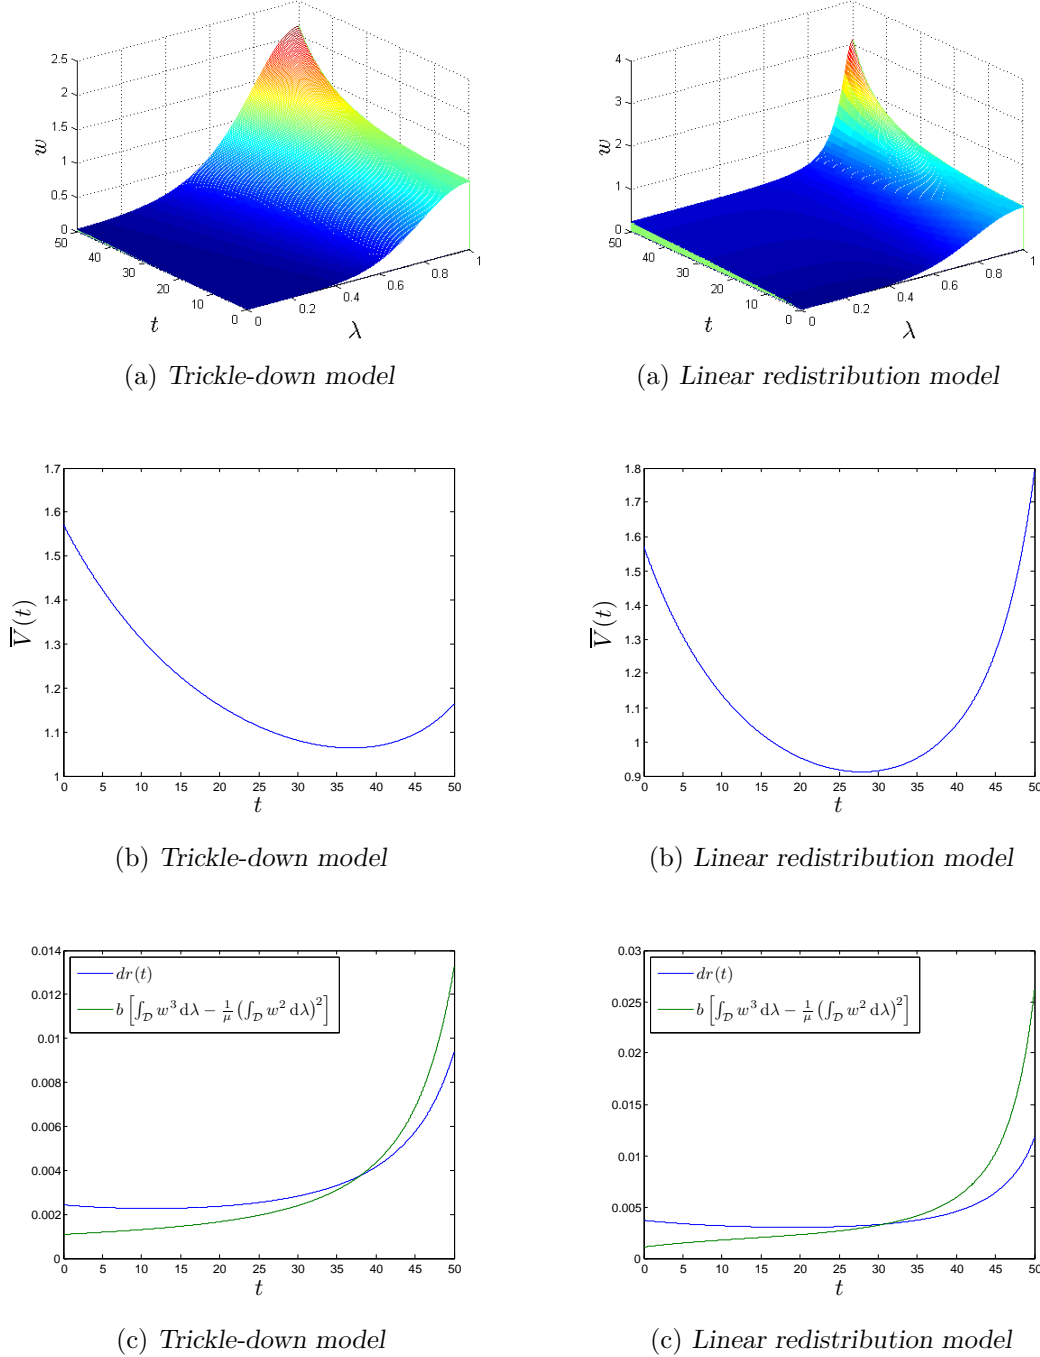 2.5
2
1.5
1
0.5
0
w
50
40
30
20
10
0
t
0
0.2
0.4
0.6
0.8
1
λ
(a) Trickle-down model
4
3
2
1
0
w
50
40
30
20
10
0
t
0
0.2
0.4
0.6
0.8
1
λ
(a) Linear redistribution model
1.7
1.6
1.5
1.4
1.3
1.2
1.1
1
V̅(t)
0 5 10 15 20 25 30 35 40 45 50
t
(b) Trickle-down model
1.8
1.7
1.6
1.5
1.4
1.3
1.2
1.1
1
0.9
V̅(t)
0 5 10 15 20 25 30 35 40 45 50
t
(b) Linear redistribution model
0.014
0.012
0.01
0.008
0.006
0.004
0.002
0
dr(t)
b [∫_D w³ dλ − 1/μ (∫_D w² dλ)²]
0 5 10 15 20 25 30 35 40 45 50
t
(c) Trickle-down model
0.03
0.025
0.02
0.015
0.01
0.005
0
dr(t)
b [∫_D w³ dλ − 1/μ (∫_D w² dλ)²]
0 5 10 15 20 25 30 35 40 45 50
t
(c) Linear redistribution model